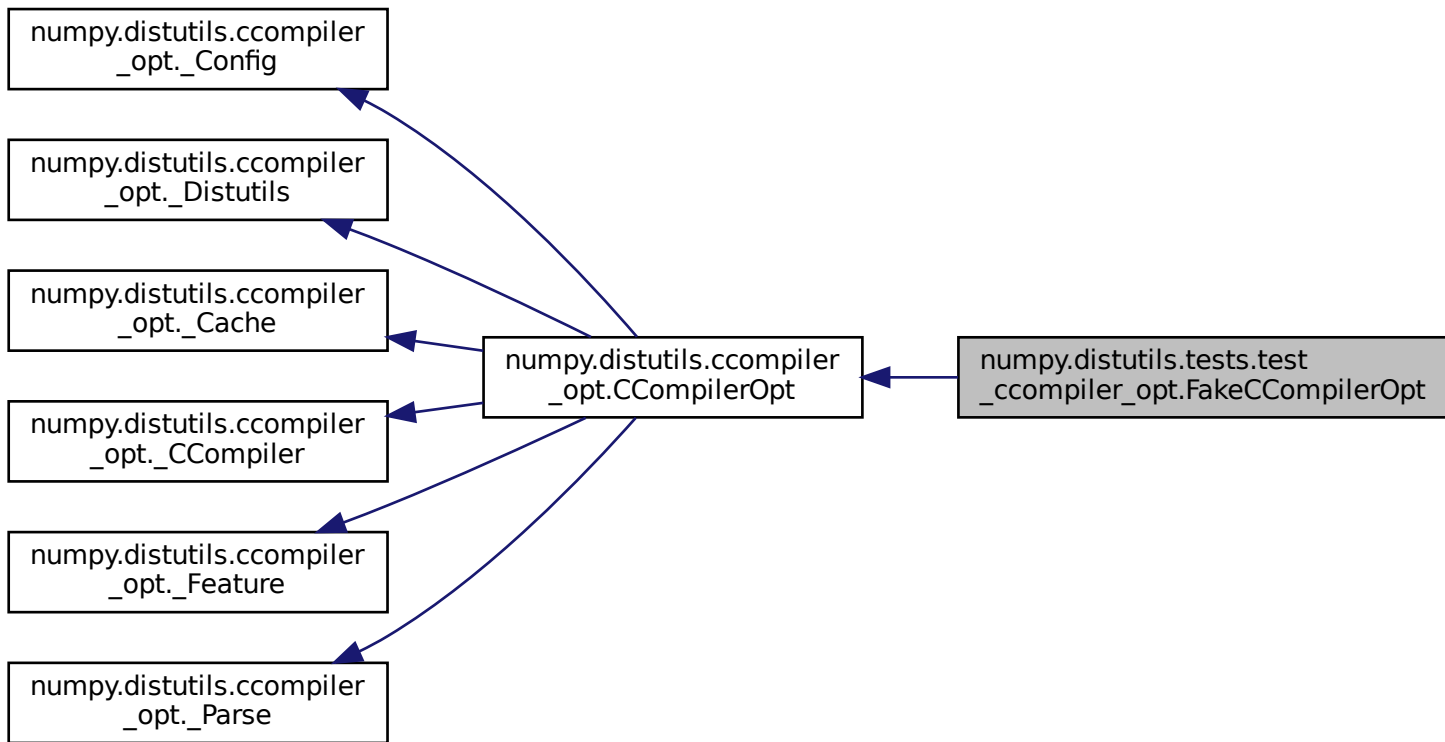 numpy.distutils.ccompiler
_opt._Config
numpy.distutils.ccompiler
_opt._Distutils
numpy.distutils.ccompiler
_opt._Cache
numpy.distutils.ccompiler
_opt._CCompiler
numpy.distutils.ccompiler
_opt._Feature
numpy.distutils.ccompiler
_opt._Parse
numpy.distutils.ccompiler
_opt.CCompilerOpt
numpy.distutils.tests.test
_ccompiler_opt.FakeCCompilerOpt